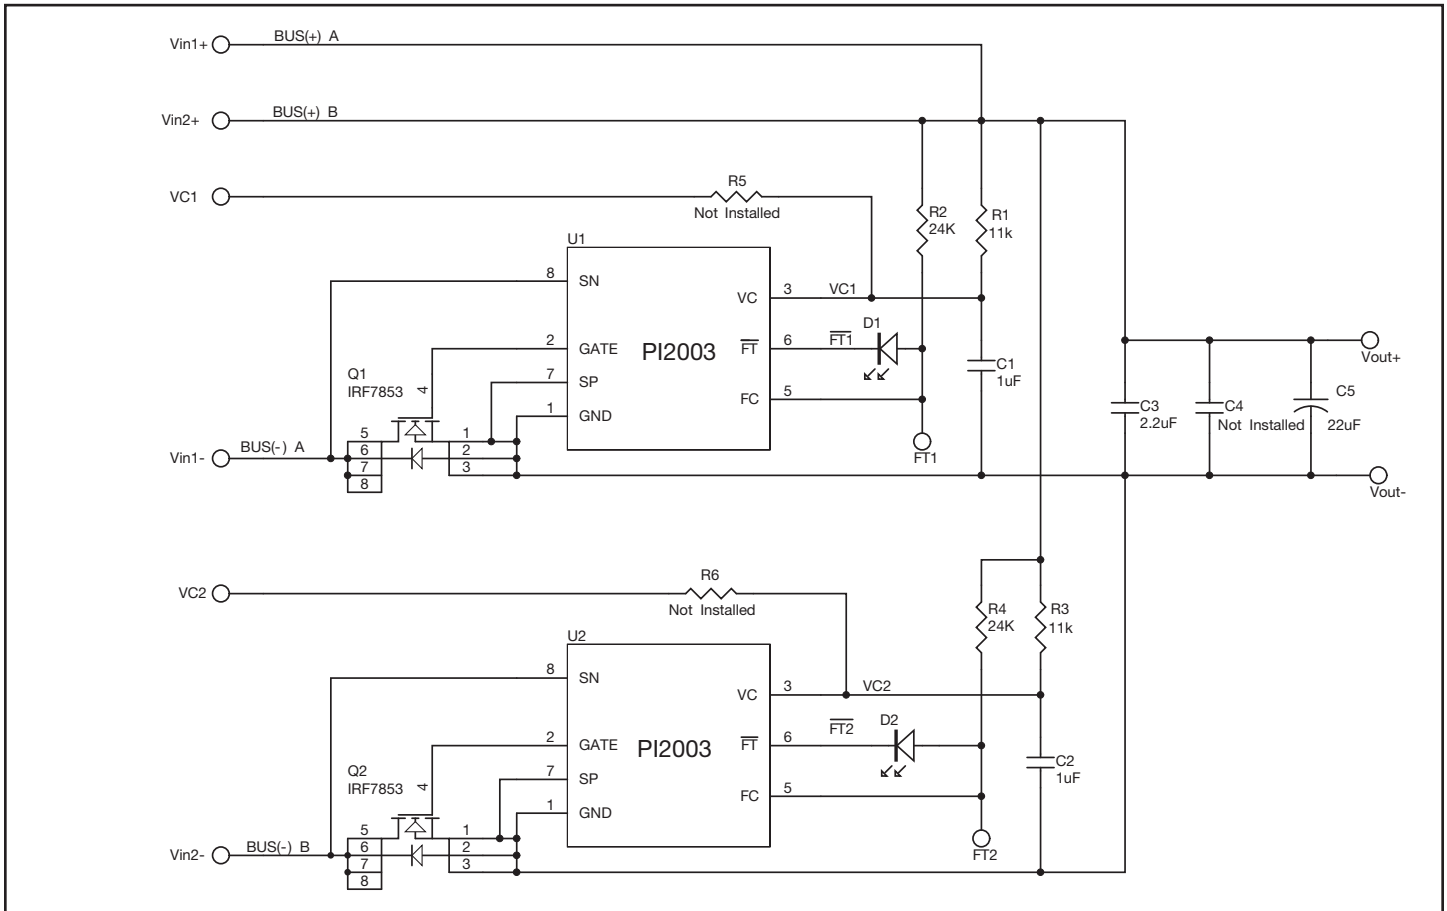 BUS(+) A
Vin1+
BUS(+) B
Vin2+
R5
VC1
Not Installed
R2
24K
R1
11k
U1
8
SN
VC
3
VC1
D1
2
GATE
PI2003
FT
6
FT1
C1
1uF
Vout+
Q1
IRF7853
4
7
SP
FC
5
C3
2.2uF
C4
Not Installed
C5
22uF
1
GND
5
6
7
8
1
2
3
BUS(-) A
Vin1-
FT1
Vout-
R6
VC2
Not Installed
R4
24K
R3
11k
U2
8
SN
VC
3
VC2
D2
2
GATE
PI2003
FT
6
FT2
C2
1uF
Q2
IRF7853
4
7
SP
FC
5
1
GND
5
6
7
8
1
2
3
BUS(-) B
Vin2-
FT2